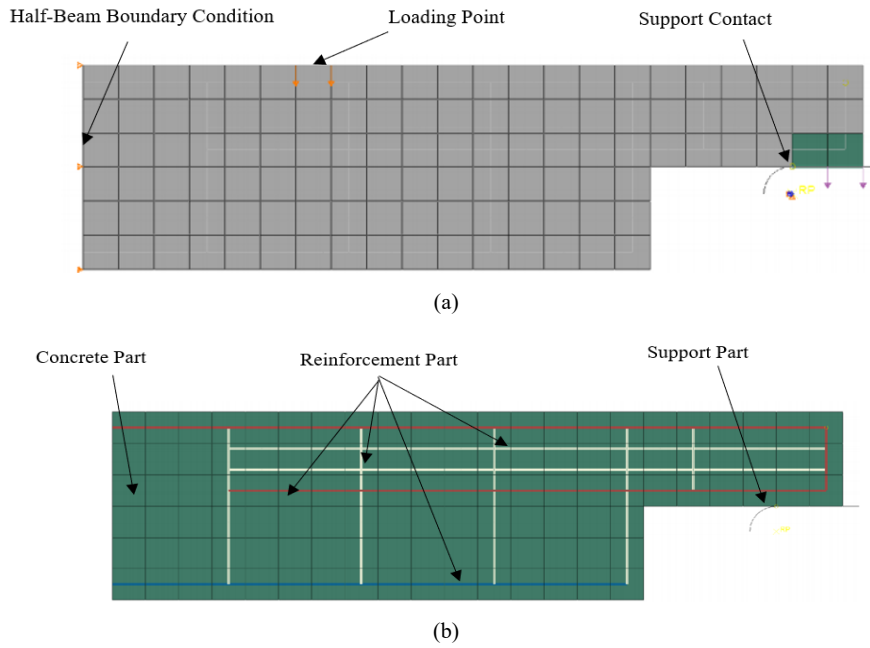 Half-Beam Boundary Condition
Loading Point
Support Contact
RP
(a)
Concrete Part
Reinforcement Part
Support Part
(b)